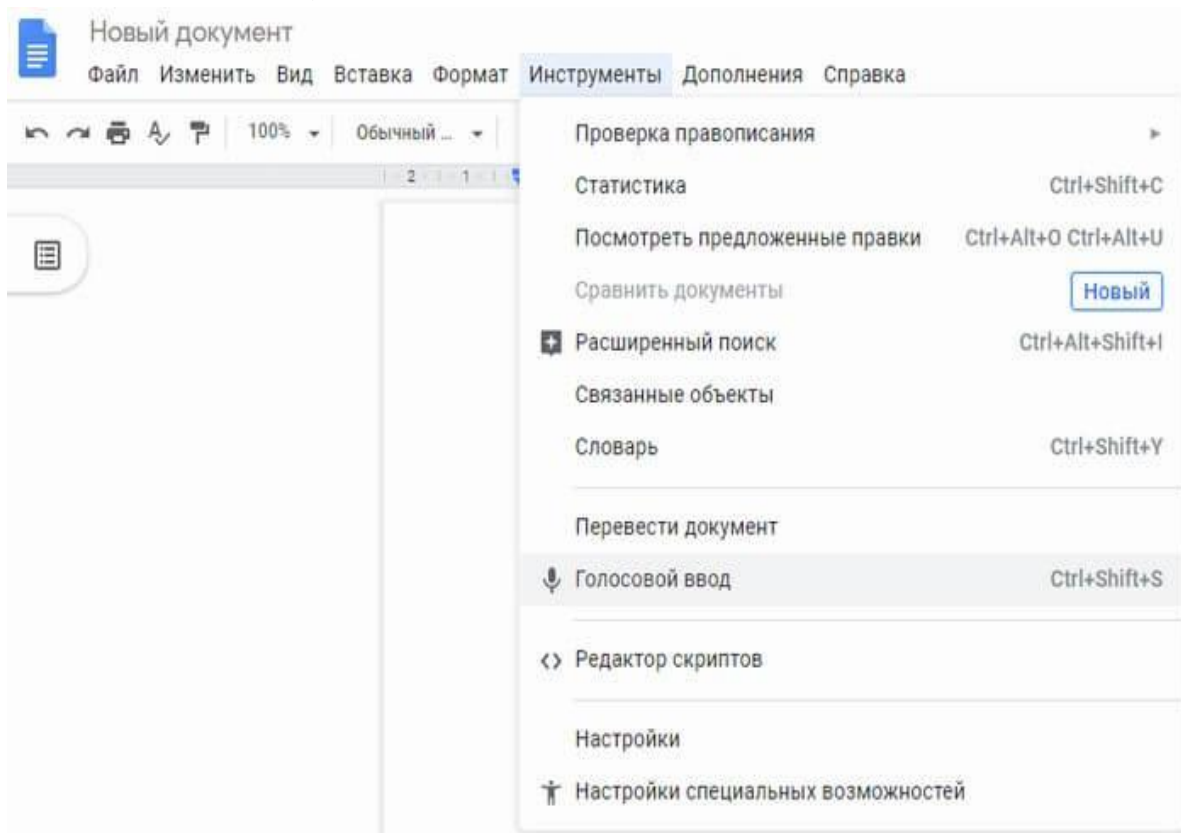 Новый документ
Файл Изменить Вид Вставка Формат Инструменты Дополнения Справка
100% Обычный ...
2 1
Проверка правописания
Статистика Ctrl+Shift+C
Посмотреть предложенные правки Ctrl+Alt+O Ctrl+Alt+U
Сравнить документы Новый
Расширенный поиск Ctrl+Alt+Shift+I
Связанные объекты
Словарь Ctrl+Shift+Y
Перевести документ
Голосовой ввод Ctrl+Shift+S
Редактор скриптов
Настройки
Настройки специальных возможностей